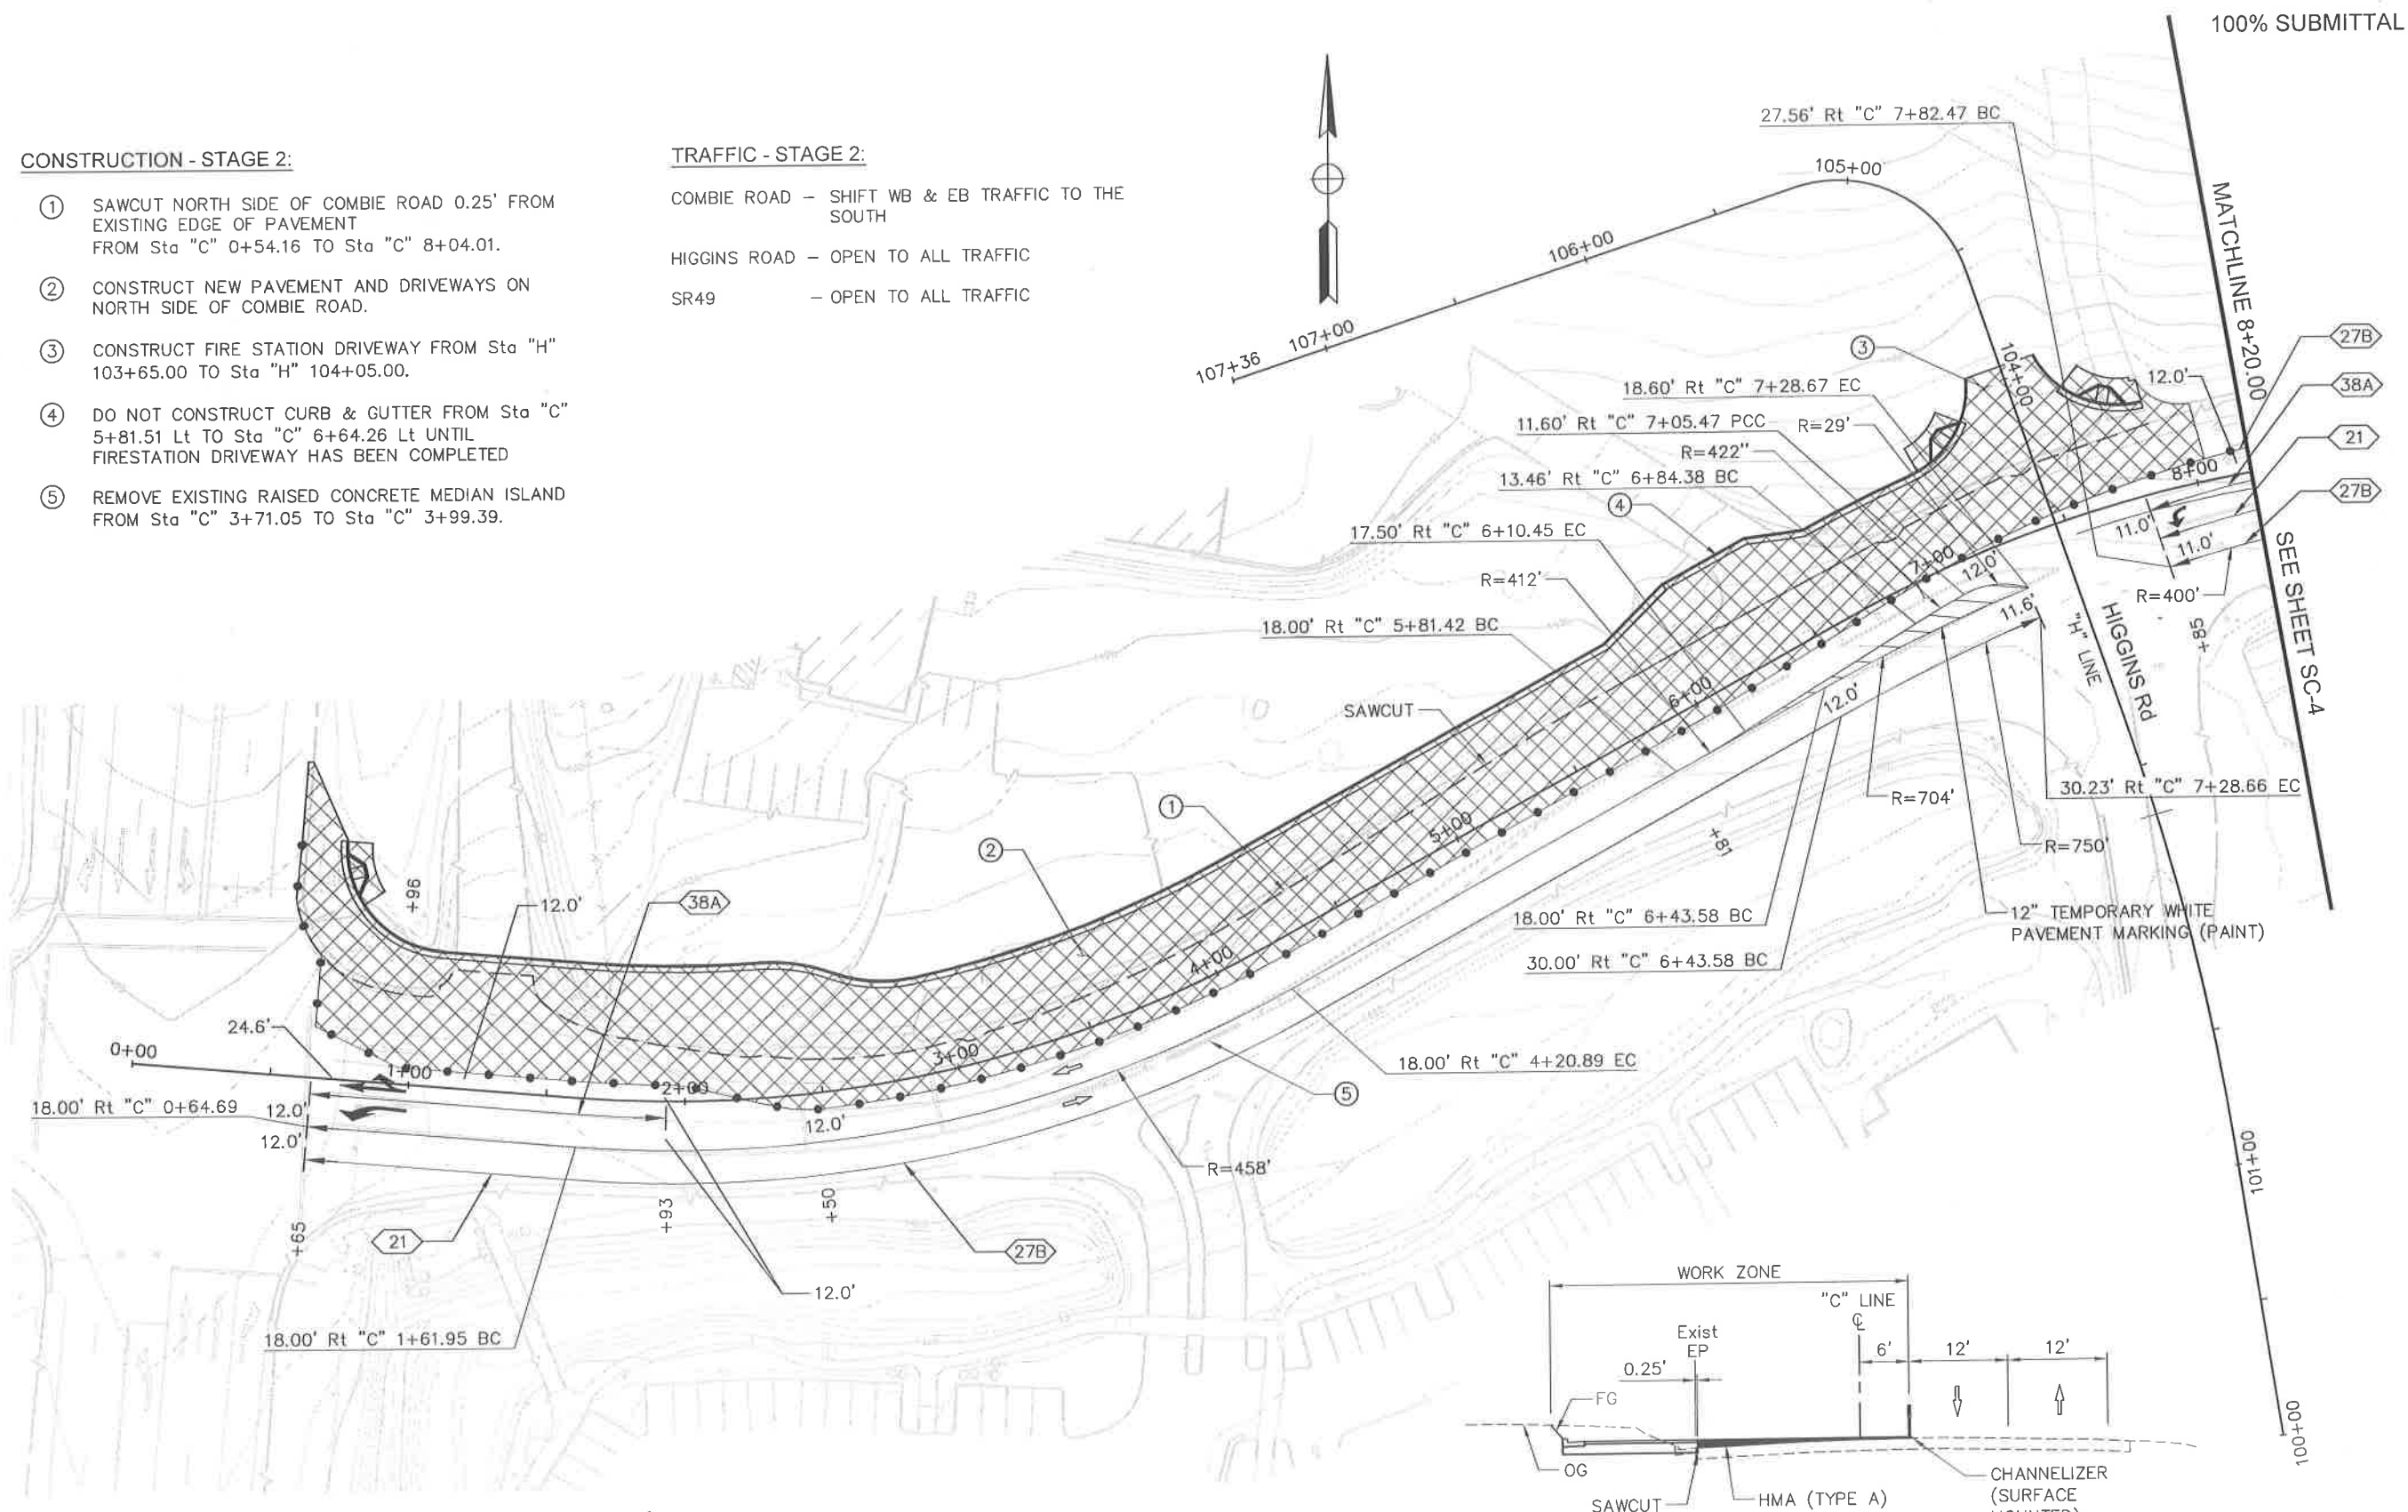 100% SUBMITTAL
CONSTRUCTION - STAGE 2:
1 SAWCUT NORTH SIDE OF COMBIE ROAD 0.25' FROM
EXISTING EDGE OF PAVEMENT
FROM Sta "C" 0+54.16 TO Sta "C" 8+04.01.
2 CONSTRUCT NEW PAVEMENT AND DRIVEWAYS ON
NORTH SIDE OF COMBIE ROAD.
3 CONSTRUCT FIRE STATION DRIVEWAY FROM Sta "H"
103+65.00 TO Sta "H" 104+05.00.
4 DO NOT CONSTRUCT CURB & GUTTER FROM Sta "C"
5+81.51 Lt TO Sta "C" 6+64.26 Lt UNTIL
FIRESTATION DRIVEWAY HAS BEEN COMPLETED
5 REMOVE EXISTING RAISED CONCRETE MEDIAN ISLAND
FROM Sta "C" 3+71.05 TO Sta "C" 3+99.39.
TRAFFIC - STAGE 2:
COMBIE ROAD – SHIFT WB & EB TRAFFIC TO THE
SOUTH
HIGGINS ROAD – OPEN TO ALL TRAFFIC
SR49 – OPEN TO ALL TRAFFIC
27.56' Rt "C" 7+82.47 BC
105+00
106+00
107+00
107+36
104+00
MATCHLINE 8+20.00
SEE SHEET SC-4
3
18.60' Rt "C" 7+28.67 EC
11.60' Rt "C" 7+05.47 PCC
R=29'
R=422"
13.46' Rt "C" 6+84.38 BC
4
17.50' Rt "C" 6+10.45 EC
R=412'
18.00' Rt "C" 5+81.42 BC
12.0'
27B
38A
21
27B
8+00
11.0'
11.0'
R=400'
+85
7+00
12.0'
11.6'
HIGGINS Rd
"H" LINE
6+00
12.0'
SAWCUT
R=704'
30.23' Rt "C" 7+28.66 EC
R=750'
+81
12" TEMPORARY WHITE
PAVEMENT MARKING (PAINT)
18.00' Rt "C" 6+43.58 BC
30.00' Rt "C" 6+43.58 BC
1
2
5+00
4+00
3+00
18.00' Rt "C" 4+20.89 EC
5
R=458'
+96
12.0'
38A
24.6'
0+00
1+00
2+00
18.00' Rt "C" 0+64.69
12.0'
12.0'
12.0'
+65
21
+93
+50
27B
12.0'
18.00' Rt "C" 1+61.95 BC
101+00
100+00
WORK ZONE
"C" LINE
℄
Exist
EP
0.25'
6'
12'
12'
FG
OG
SAWCUT
HMA (TYPE A)
CHANNELIZER
(SURFACE